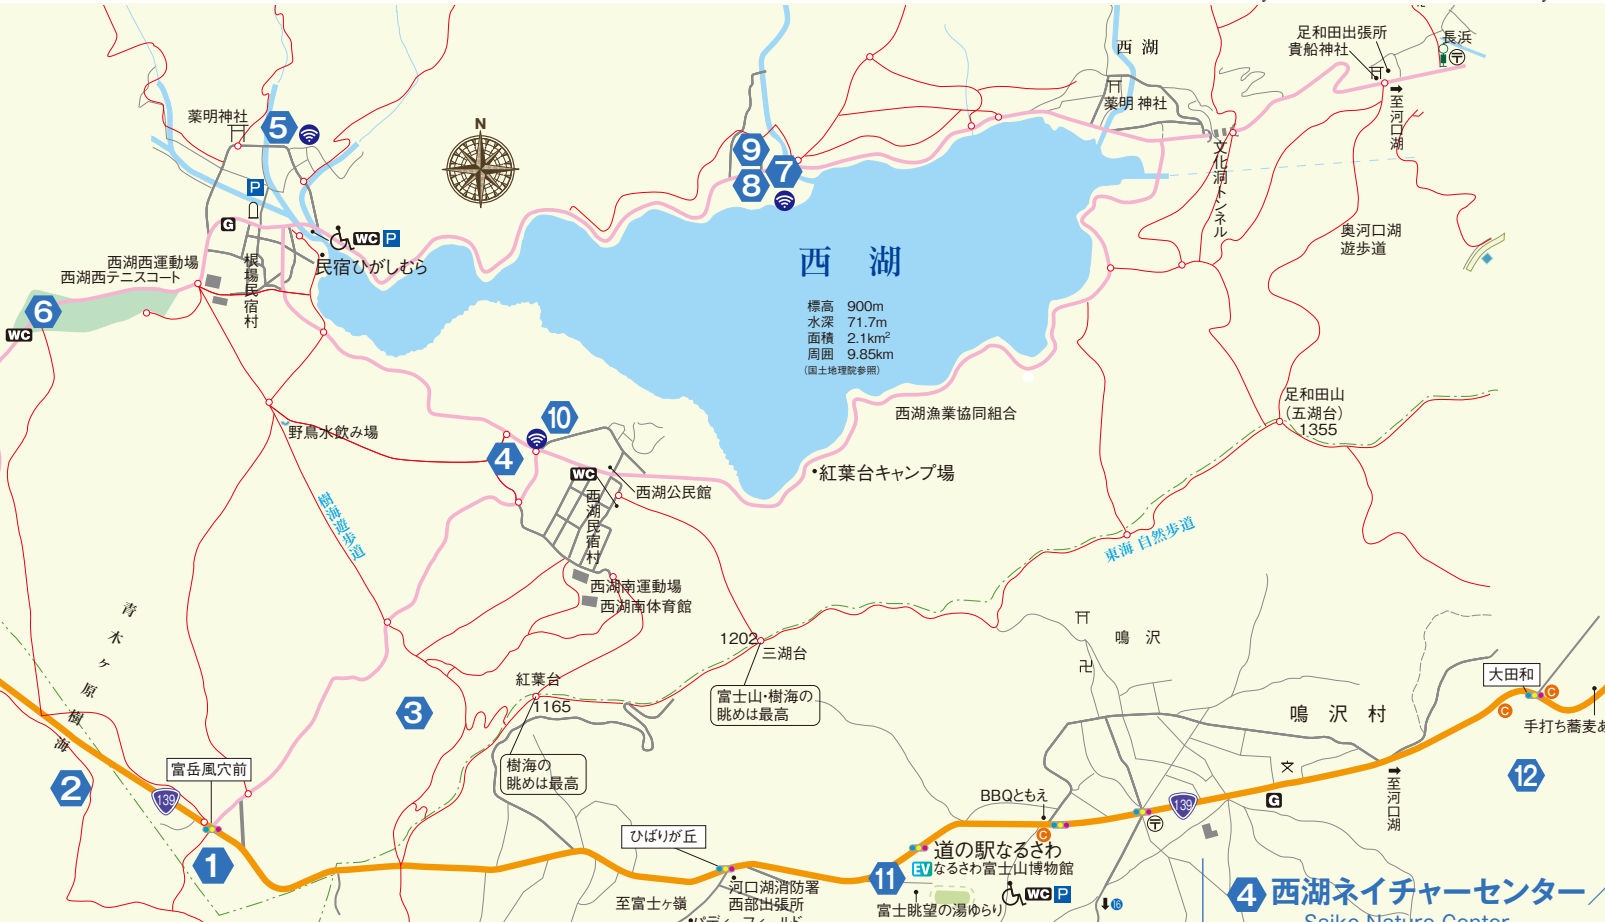 西 湖
足和田出張所
貴船神社
長浜
薬明神社
5
N
9
7
8
薬明 神社
至河口湖
文化洞トンネル
P
G
WC P
民宿ひがしむら
西湖西運動場
西湖西テニスコート
根場民宿村
6
WC
西 湖
標高 900m
水深 71.7m
面積 2.1km²
周囲 9.85km
(国土地理院参照)
奥河口湖
遊歩道
足和田山
(五湖台)
1355
西湖漁業協同組合
紅葉台キャンプ場
野鳥水飲み場
10
4
WC
西湖公民館
西湖民宿村
樹海遊歩道
東海 自然歩道
西湖南運動場
西湖南体育館
青木ヶ原樹海
1202
三湖台
富士山・樹海の
眺めは最高
紅葉台
1165
樹海の
眺めは最高
3
2
富岳風穴前
139
1
鳴 沢
鳴 沢 村
大田和
C
C
手打ち蕎麦あ
12
至河口湖
文
G
139
BBQともえ
C
道の駅なるさわ
EV なるさわ富士山博物館
WC P
11
富士眺望の湯ゆらり
ひばりが丘
河口湖消防署
西部出張所
至富士ヶ嶺
16
4 西湖ネイチャーセンター
Saiko Nature Center